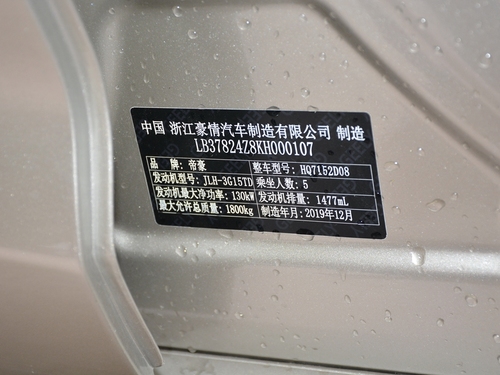 中国 浙江豪情汽车制造有限公司 制造
LB37824Z8KH000107
品牌：帝豪 整车型号：HQ7152D08
发动机型号：JLH-3G15TD 乘坐人数：5
发动机最大净功率：130kW 发动机排量：1477mL
最大允许总质量：1800kg 制造年月：2019年12月